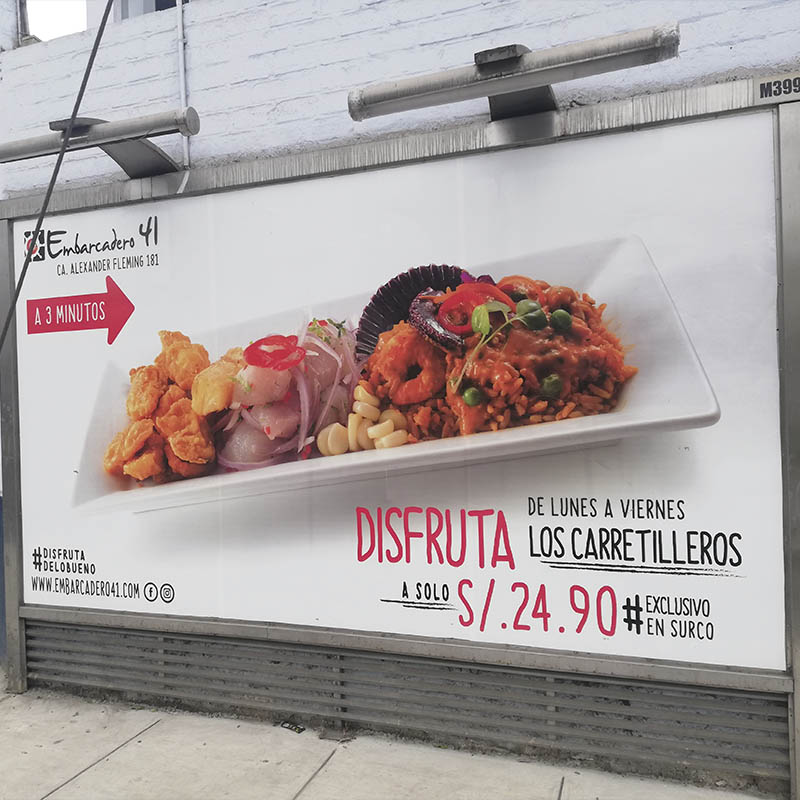 M399
Embarcadero 41
CA. ALEXANDER FLEMING 181
A 3 MINUTOS
DISFRUTA
DE LUNES A VIERNES
LOS CARRETILLEROS
A SOLO S/.24.90
#EXCLUSIVO
EN SURCO
#DISFRUTA
DELOBUENO
WWW.EMBARCADERO41.COM